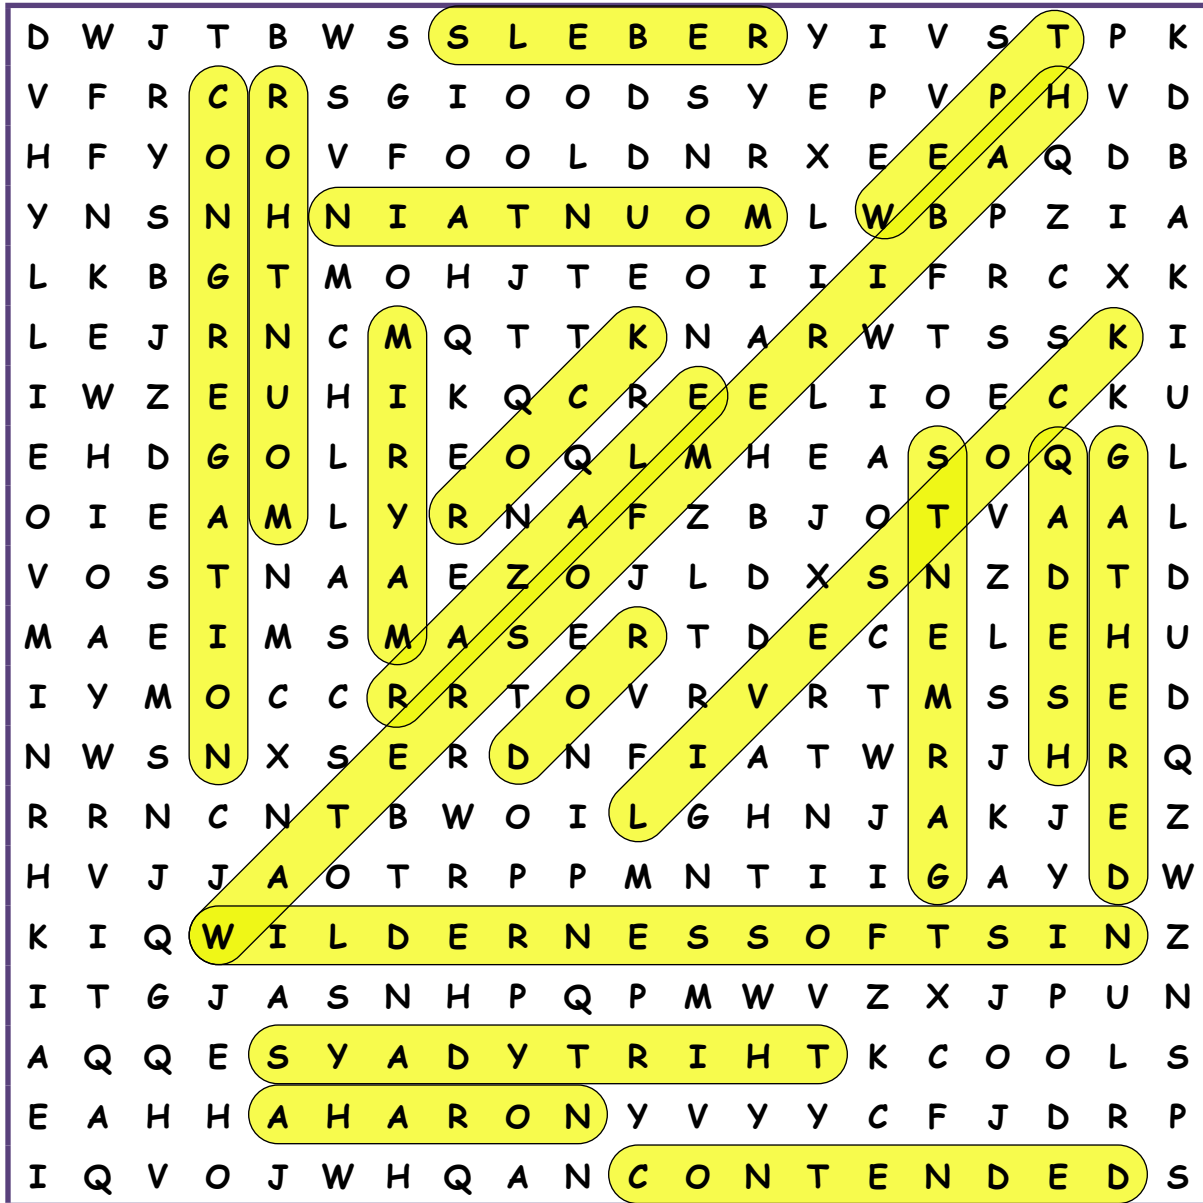 D W J T B W S S L E B E R Y I V S T P K
V F R C R S G I O O D S Y E P V P H V D
H F Y O O V F O O L D N R X E E A Q D B
Y N S N H N I A T N U O M L W B P Z I A
L K B G T M O H J T E O I I I F R C X K
L E J R N C M Q T T K N A R W T S S K I
I W Z E U H I K Q C R E E L I O E C K U
E H D G O L R E O Q L M H E A S O Q G L
O I E A M L Y R N A F Z B J O T V A A L
V O S T N A A E Z O J L D X S N Z D T D
M A E I M S M A S E R T D E C E L E H U
I Y M O C C R R T O V R V R T M S S E D
N W S N X S E R D N F I A T W R J H R Q
R R N C N T B W O I L G H N J A K J E Z
H V J J A O T R P P M N T I I G A Y D W
K I Q W I L D E R N E S S O F T S I N Z
I T G J A S N H P Q P M W V Z X J P U N
A Q Q E S Y A D Y T R I H T K C O O L S
E A H H A H A R O N Y V Y Y C F J D R P
I Q V O J W H Q A N C O N T E N D E D S